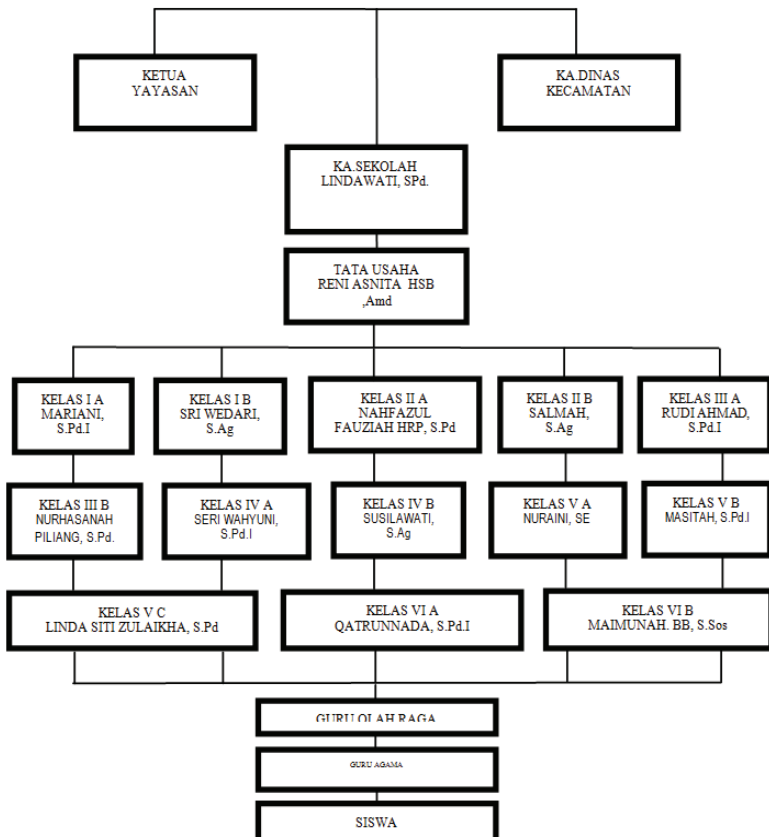 KETUA
YAYASAN
KA.DINAS
KECAMATAN
KA.SEKOLAH
LINDAWATI, SPd.
TATA USAHA
RENI ASNITA HSB
,Amd
KELAS I A
MARIANI,
S.Pd.I
KELAS I B
SRI WEDARI,
S.Ag
KELAS II A
NAHFAZUL
FAUZIAH HRP, S.Pd
KELAS II B
SALMAH,
S.Ag
KELAS III A
RUDI AHMAD,
S.Pd.I
KELAS III B
NURHASANAH
PILIANG, S.Pd.
KELAS IV A
SERI WAHYUNI,
S.Pd.I
KELAS IV B
SUSILAWATI,
S.Ag
KELAS V A
NURAINI, SE
KELAS V B
MASITAH, S.Pd.I
KELAS V C
LINDA SITI ZULAIKHA, S.Pd
KELAS VI A
QATRUNNADA, S.Pd.I
KELAS VI B
MAIMUNAH. BB, S.Sos
GURU OLAH RAGA
GURU AGAMA
SISWA